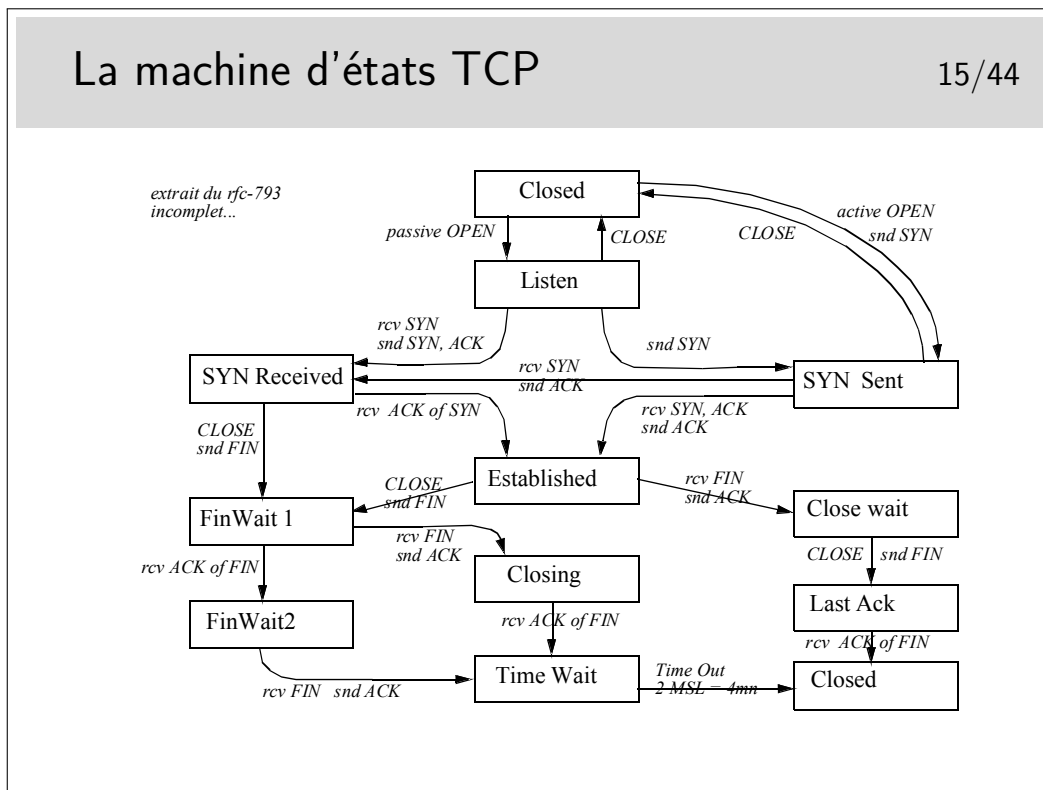 La machine d'états TCP
15/44
extrait du rfc-793
incomplet...
Closed
passive OPEN
CLOSE
active OPEN
snd SYN
CLOSE
Listen
rcv SYN
snd SYN, ACK
snd SYN
SYN Received
rcv SYN
snd ACK
SYN Sent
rcv ACK of SYN
rcv SYN, ACK
snd ACK
CLOSE
snd FIN
Established
CLOSE
snd FIN
rcv FIN
snd ACK
FinWait 1
Close wait
rcv FIN
snd ACK
rcv ACK of FIN
Closing
CLOSE snd FIN
FinWait2
Last Ack
rcv ACK of FIN
rcv ACK of FIN
rcv FIN snd ACK
Time Wait
Time Out
2 MSL = 4mn
Closed